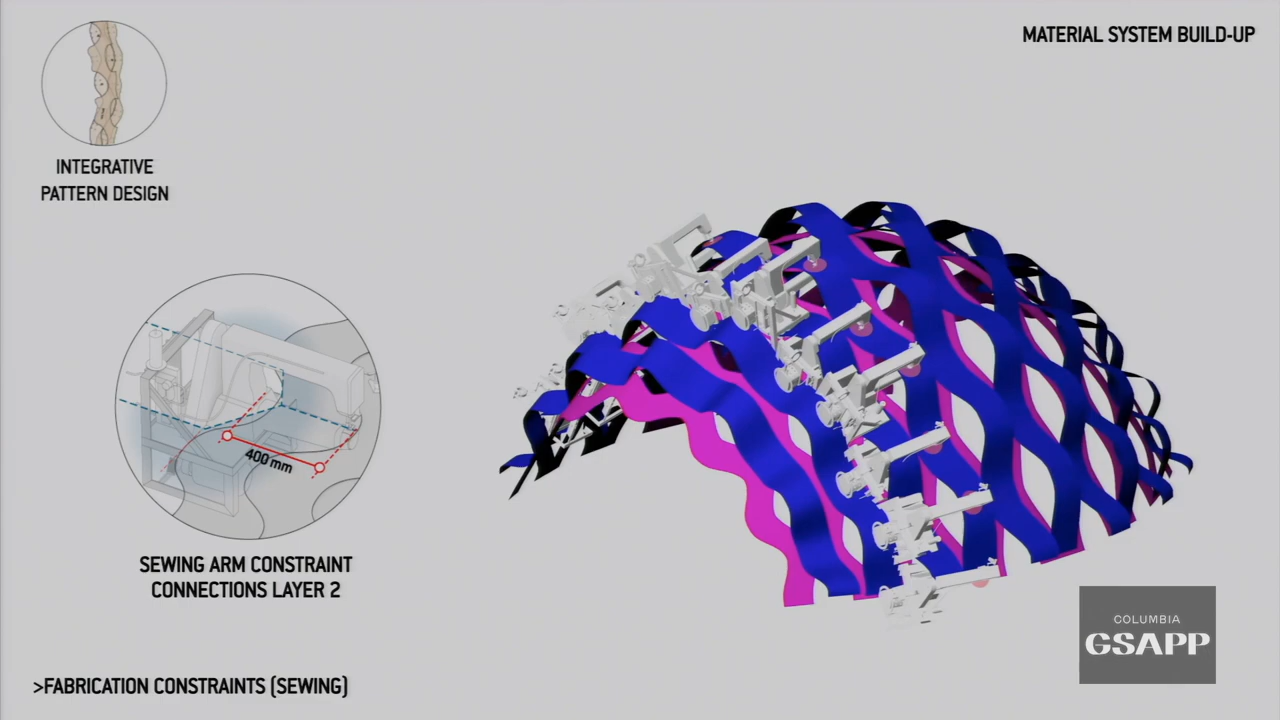 MATERIAL SYSTEM BUILD-UP
INTEGRATIVE
PATTERN DESIGN
400 mm
SEWING ARM CONSTRAINT
CONNECTIONS LAYER 2
>FABRICATION CONSTRAINTS (SEWING)
COLUMBIA
GSAPP